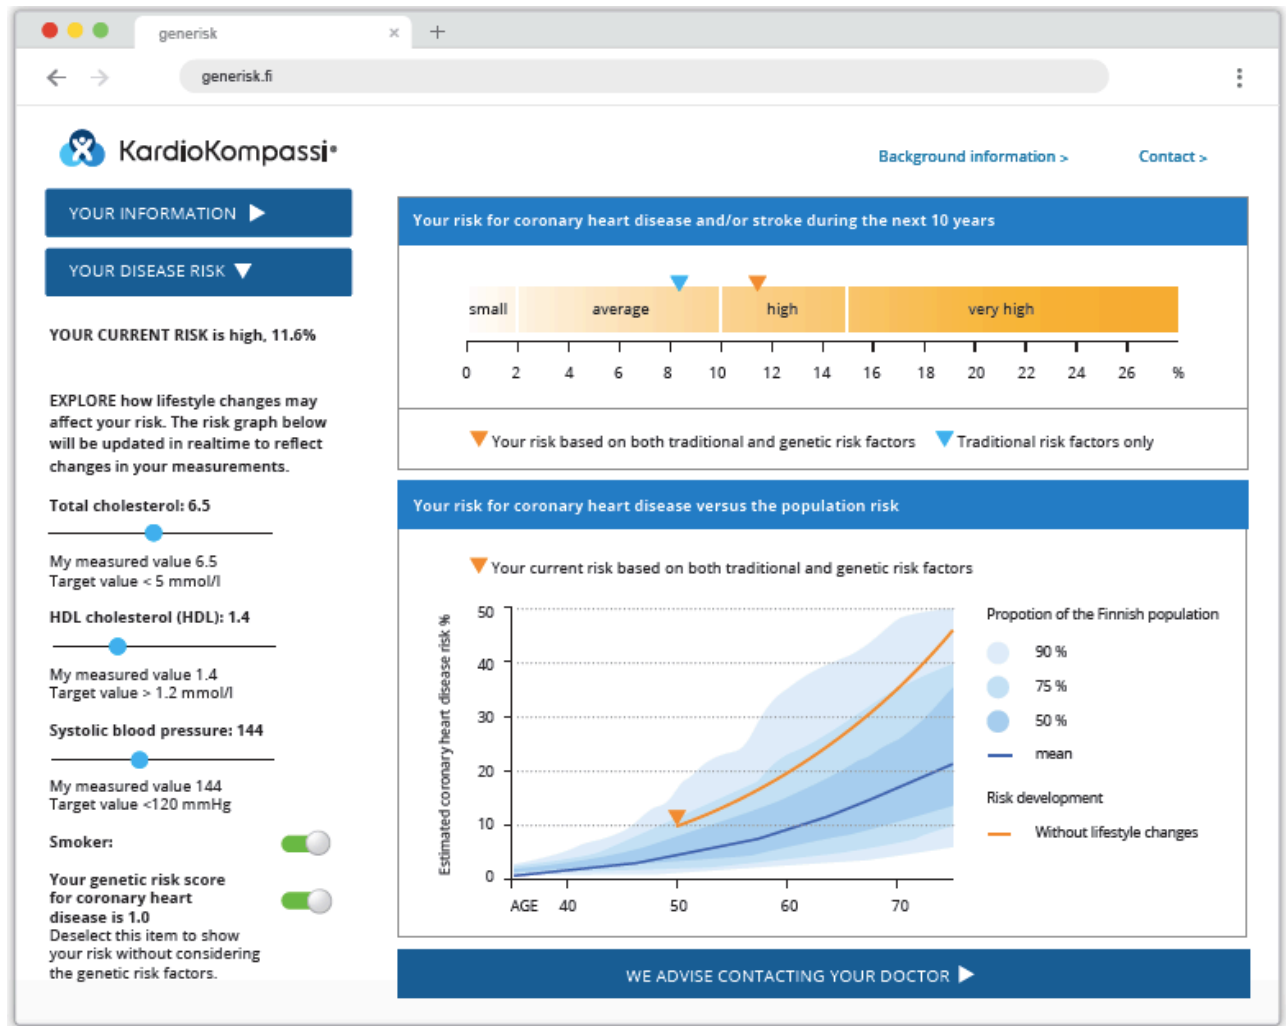 generisk
generisk.fi
KardioKompassi®
Background information >
Contact >
YOUR INFORMATION
YOUR DISEASE RISK
YOUR CURRENT RISK is high, 11.6%
EXPLORE how lifestyle changes may
affect your risk. The risk graph below
will be updated in realtime to reflect
changes in your measurements.
Total cholesterol: 6.5
My measured value 6.5
Target value < 5 mmol/l
HDL cholesterol (HDL): 1.4
My measured value 1.4
Target value > 1.2 mmol/l
Systolic blood pressure: 144
My measured value 144
Target value <120 mmHg
Smoker:
Your genetic risk score
for coronary heart
disease is 1.0
Deselect this item to show
your risk without considering
the genetic risk factors.
Your risk for coronary heart disease and/or stroke during the next 10 years
small average high very high
0 2 4 6 8 10 12 14 16 18 20 22 24 26 %
Your risk based on both traditional and genetic risk factors
Traditional risk factors only
Your risk for coronary heart disease versus the population risk
Your current risk based on both traditional and genetic risk factors
Estimated coronary heart disease risk %
50
40
30
20
10
0
AGE 40 50 60 70
Propotion of the Finnish population
90 %
75 %
50 %
mean
Risk development
Without lifestyle changes
WE ADVISE CONTACTING YOUR DOCTOR